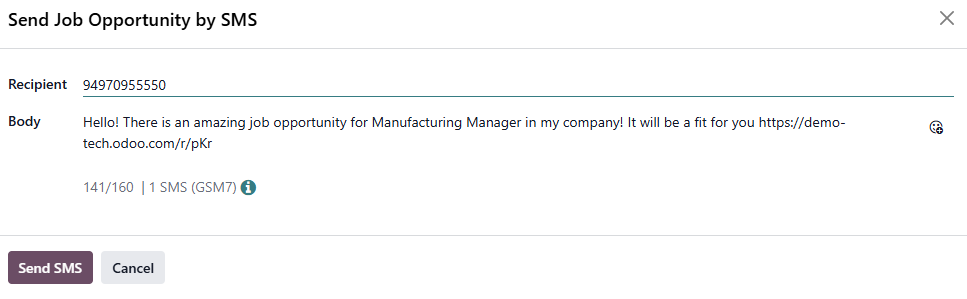 Send Job Opportunity by SMS
Recipient 94970955550
Body Hello! There is an amazing job opportunity for Manufacturing Manager in my company! It will be a fit for you https://demo-
tech.odoo.com/r/pKr
141/160 | 1 SMS (GSM7)
Send SMS Cancel